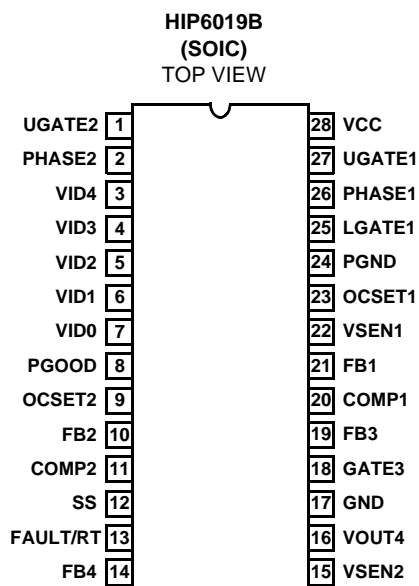 HIP6019B
(SOIC)
TOP VIEW
UGATE2 1 28 VCC
PHASE2 2 27 UGATE1
VID4 3 26 PHASE1
VID3 4 25 LGATE1
VID2 5 24 PGND
VID1 6 23 OCSET1
VID0 7 22 VSEN1
PGOOD 8 21 FB1
OCSET2 9 20 COMP1
FB2 10 19 FB3
COMP2 11 18 GATE3
SS 12 17 GND
FAULT/RT 13 16 VOUT4
FB4 14 15 VSEN2